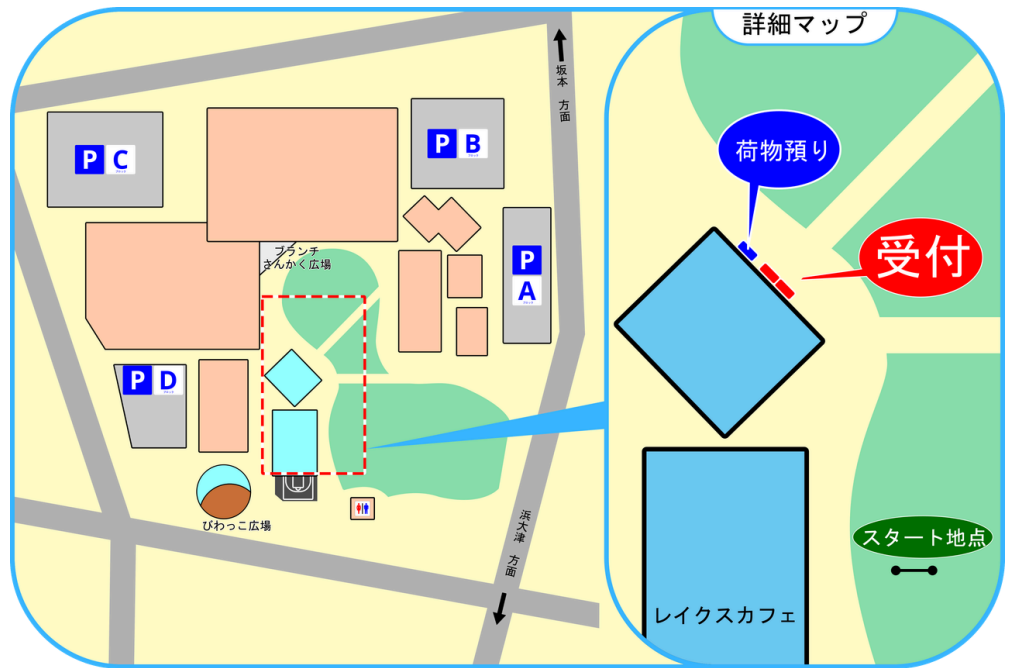 詳細マップ
坂本 方面
P C
P B
荷物預り
受付
ブランチ
さんかく広場
P
A
P D
びわっこ広場
浜大津 方面
スタート地点
レイクスカフェ